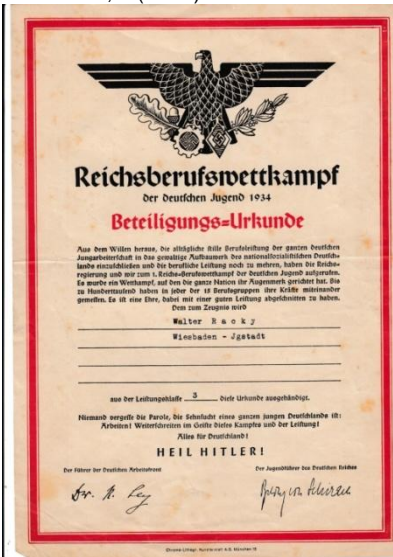 Reichsberufswettkampf
der deutschen Jugend 1934
Beteiligungs=Urkunde
Aus dem Willen heraus, die alltägliche stille Berufsleistung der ganzen deutschen
Jungarbeiterschaft in das gewaltige Aufbauwerk des nationalsozialistischen Deutsch-
lands einzuschließen und die berufliche Leistung noch zu mehren, haben die Reichs-
regierung und wir zum 1. Reichs-Berufswettkampf der deutschen Jugend aufgerufen.
Es wurde ein Wettkampf, auf den die ganze Nation ihr Augenmerk gerichtet hat. Bis
zu Hunderttausend haben in jeder der 18 Berufsgruppen ihre Kräfte miteinander
gemessen. Es ist eine Ehre, dabei mit einer guten Leistung abgeschnitten zu haben.
Dem zum Zeugnis wird
Walter Racky
Wiesbaden - Jgstadt
aus der Leistungsklasse 3 diese Urkunde ausgehändigt.
Niemand vergesse die Parole, die Sehnsucht eines ganzen jungen Deutschlands ist:
Arbeiten! Weiterschreiten im Geiste dieses Kampfes und der Leistung!
Alles für Deutschland!
HEIL HITLER!
Der Führer der Deutschen Arbeitsfront
Der Jugendführer des Deutschen Reiches
Dr. R. Ley
Baldur von Schirach